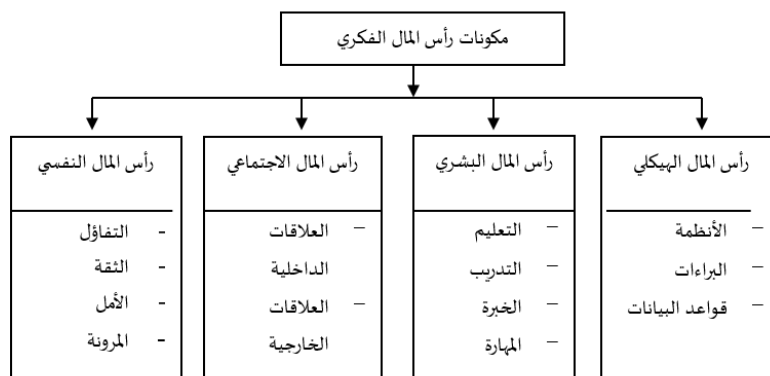 مكونات رأس المال الفكري
رأس المال الهيكلي
– الأنظمة
– البراءات
– قواعد البيانات
رأس المال البشري
– التعليم
– التدريب
– الخبرة
– المهارة
رأس المال الاجتماعي
– العلاقات
الداخلية
– العلاقات
الخارجية
رأس المال النفسي
- التفاؤل
- الثقة
- الأمل
- المرونة